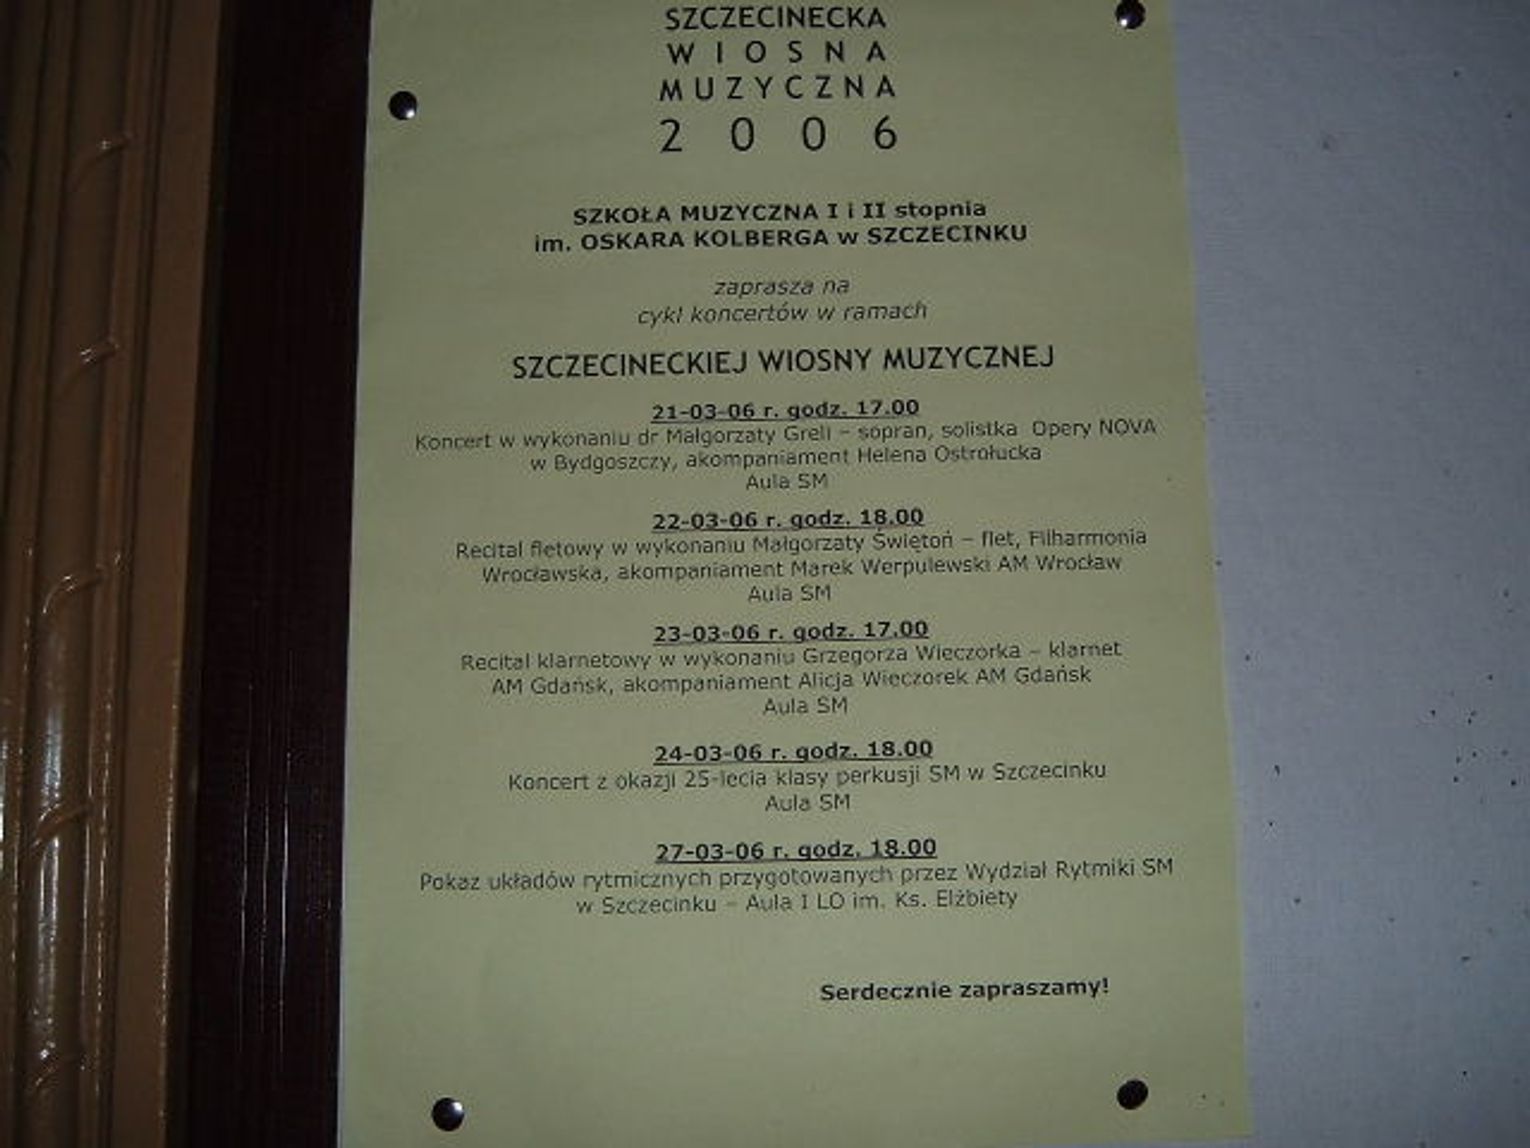 SZCZECINECKA
WIOSNA
MUZYCZNA
2006
SZKOŁA MUZYCZNA I i II stopnia
im. OSKARA KOLBERGA w SZCZECINKU
zaprasza na
cykl koncertów w ramach
SZCZECINECKIEJ WIOSNY MUZYCZNEJ
21-03-06 r. godz. 17.00
Koncert w wykonaniu dr Małgorzaty Greli – sopran, solistka Opery NOVA
w Bydgoszczy, akompaniament Helena Ostrołucka
Aula SM
22-03-06 r. godz. 18.00
Recital fletowy w wykonaniu Małgorzaty Świętoń – flet, Filharmonia
Wrocławska, akompaniament Marek Werpulewski AM Wrocław
Aula SM
23-03-06 r. godz. 17.00
Recital klarnetowy w wykonaniu Grzegorza Wieczorka – klarnet
AM Gdańsk, akompaniament Alicja Wieczorek AM Gdańsk
Aula SM
24-03-06 r. godz. 18.00
Koncert z okazji 25-lecia klasy perkusji SM w Szczecinku
Aula SM
27-03-06 r. godz. 18.00
Pokaz układów rytmicznych przygotowanych przez Wydział Rytmiki SM
w Szczecinku – Aula I LO im. Ks. Elżbiety
Serdecznie zapraszamy!